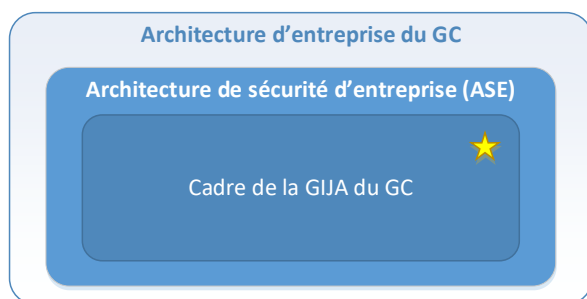 Architecture d’entreprise du GC
Architecture de sécurité d’entreprise (ASE)
Cadre de la GIJA du GC